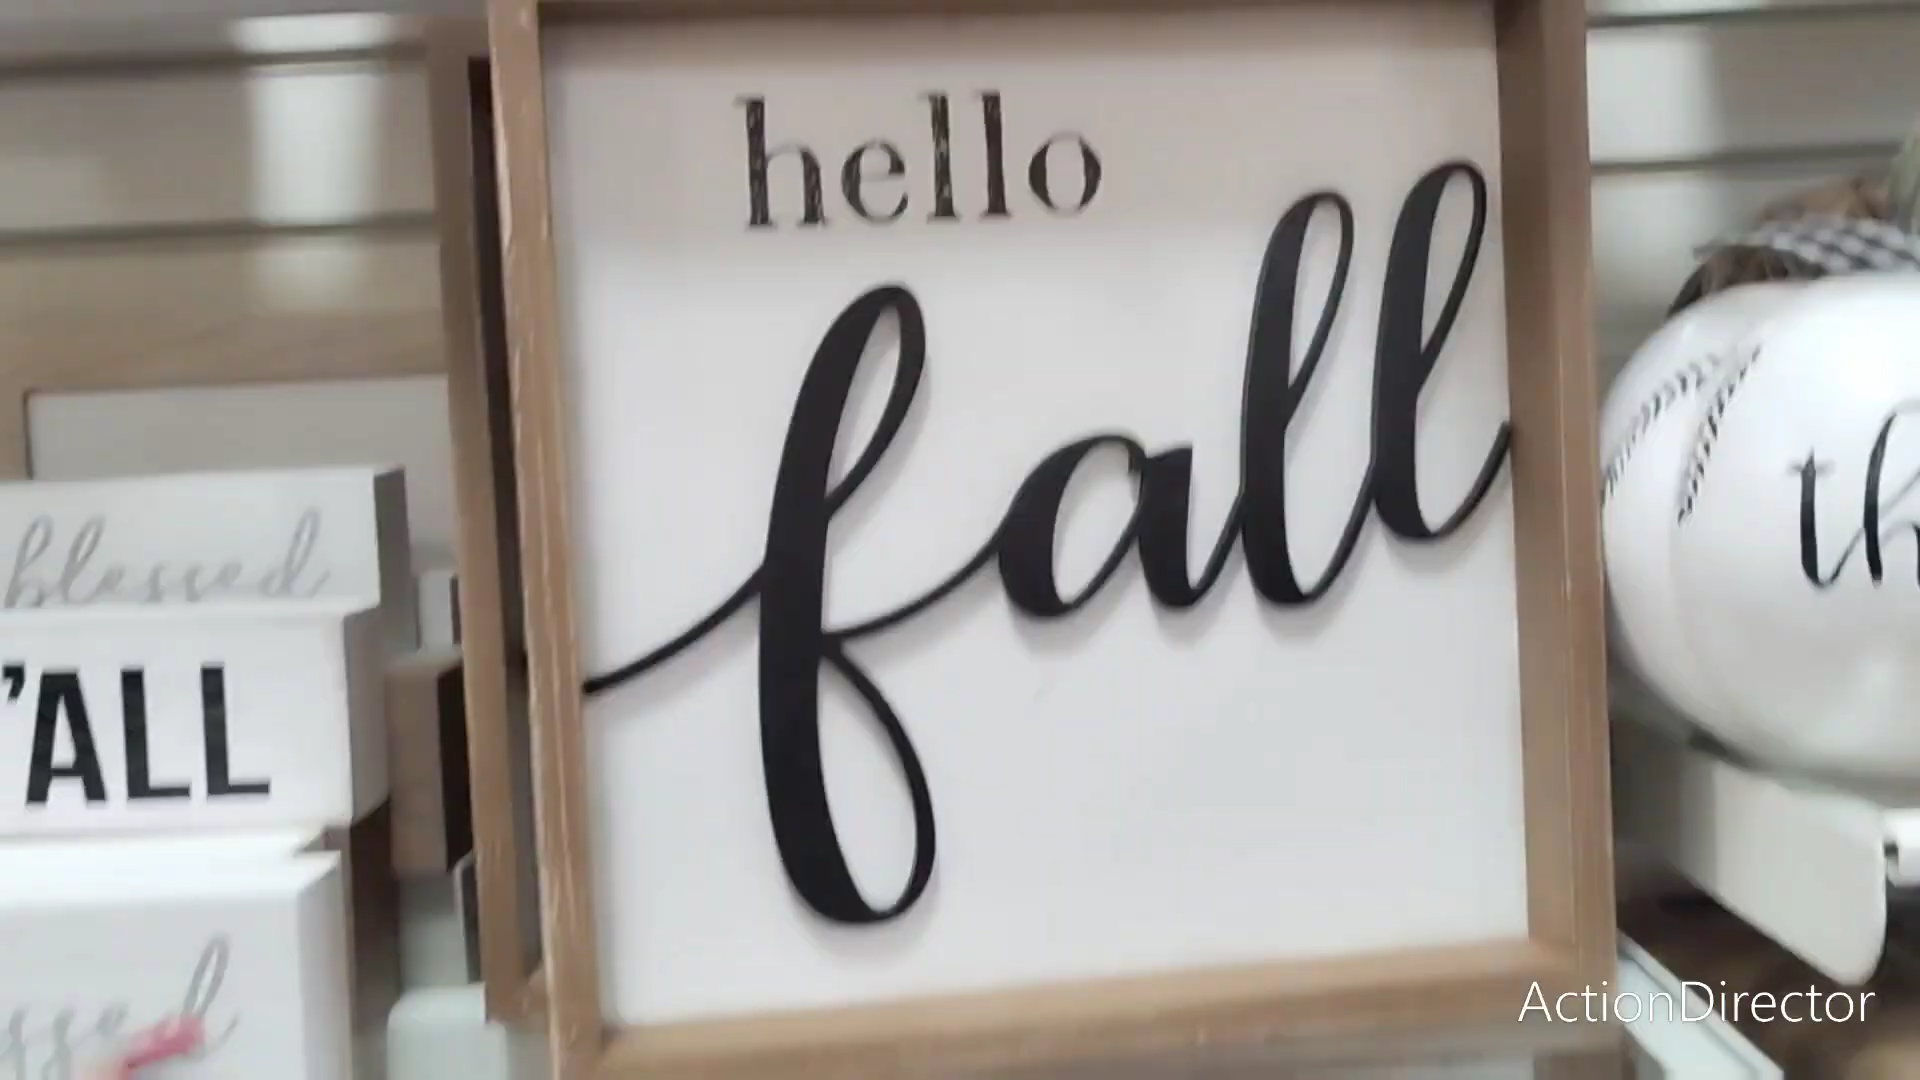 hello
fall
blessed
'ALL
th
ActionDirector